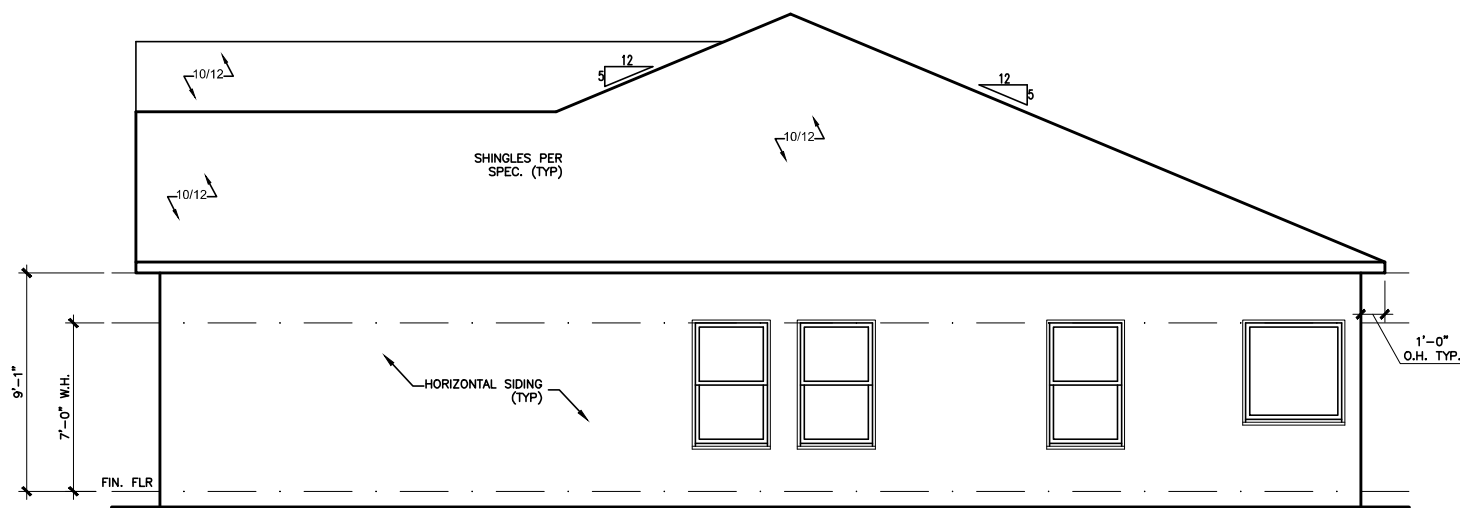 12
5
10/12
12
5
10/12
SHINGLES PER
SPEC. (TYP)
10/12
9'-1"
7'-0" W.H.
1'-0"
O.H. TYP.
HORIZONTAL SIDING
(TYP)
FIN. FLR